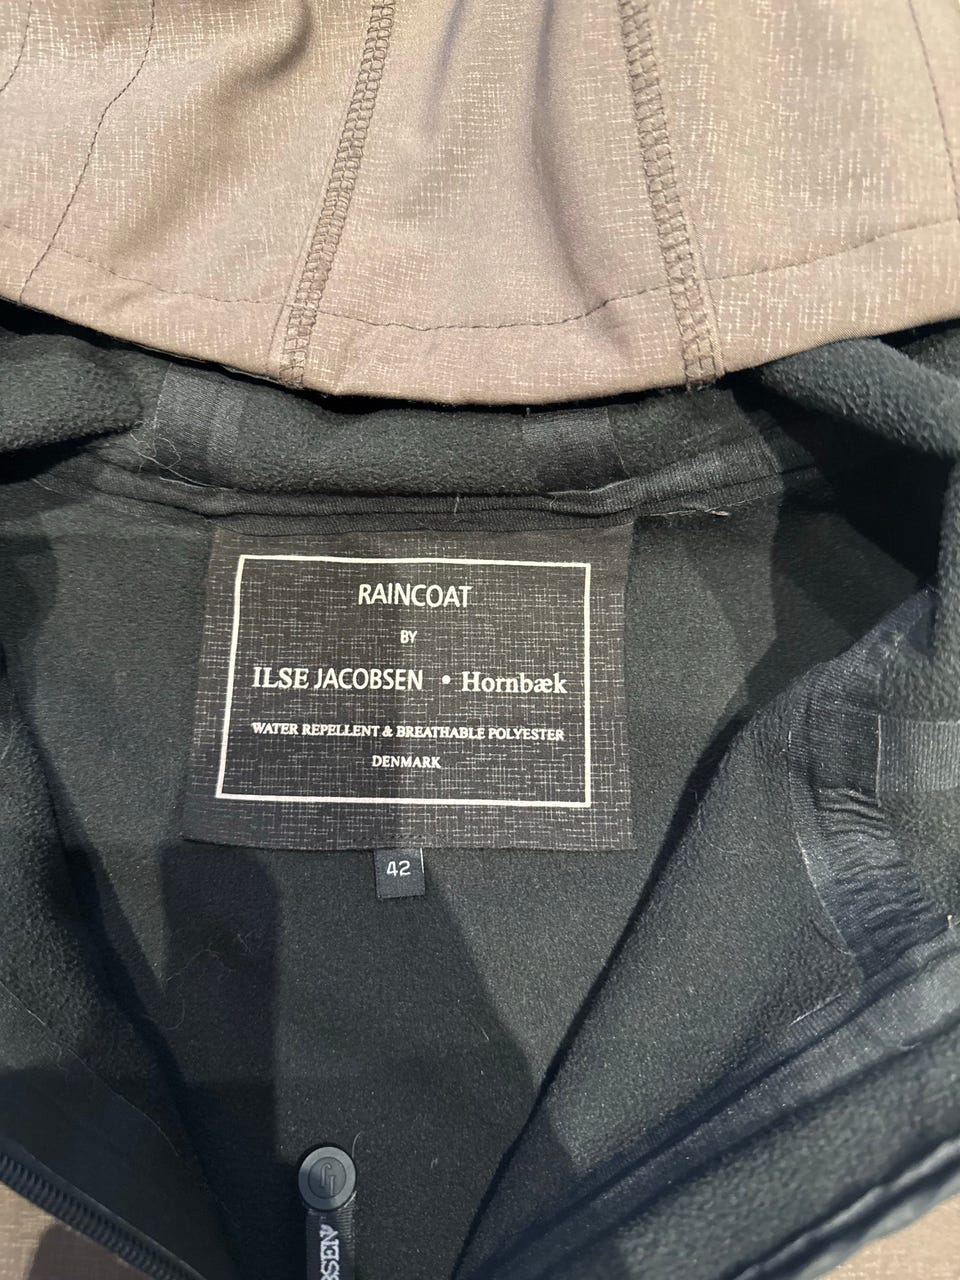 RAINCOAT
BY
ILSE JACOBSEN • Hornbæk
WATER REPELLENT & BREATHABLE POLYESTER
DENMARK
42